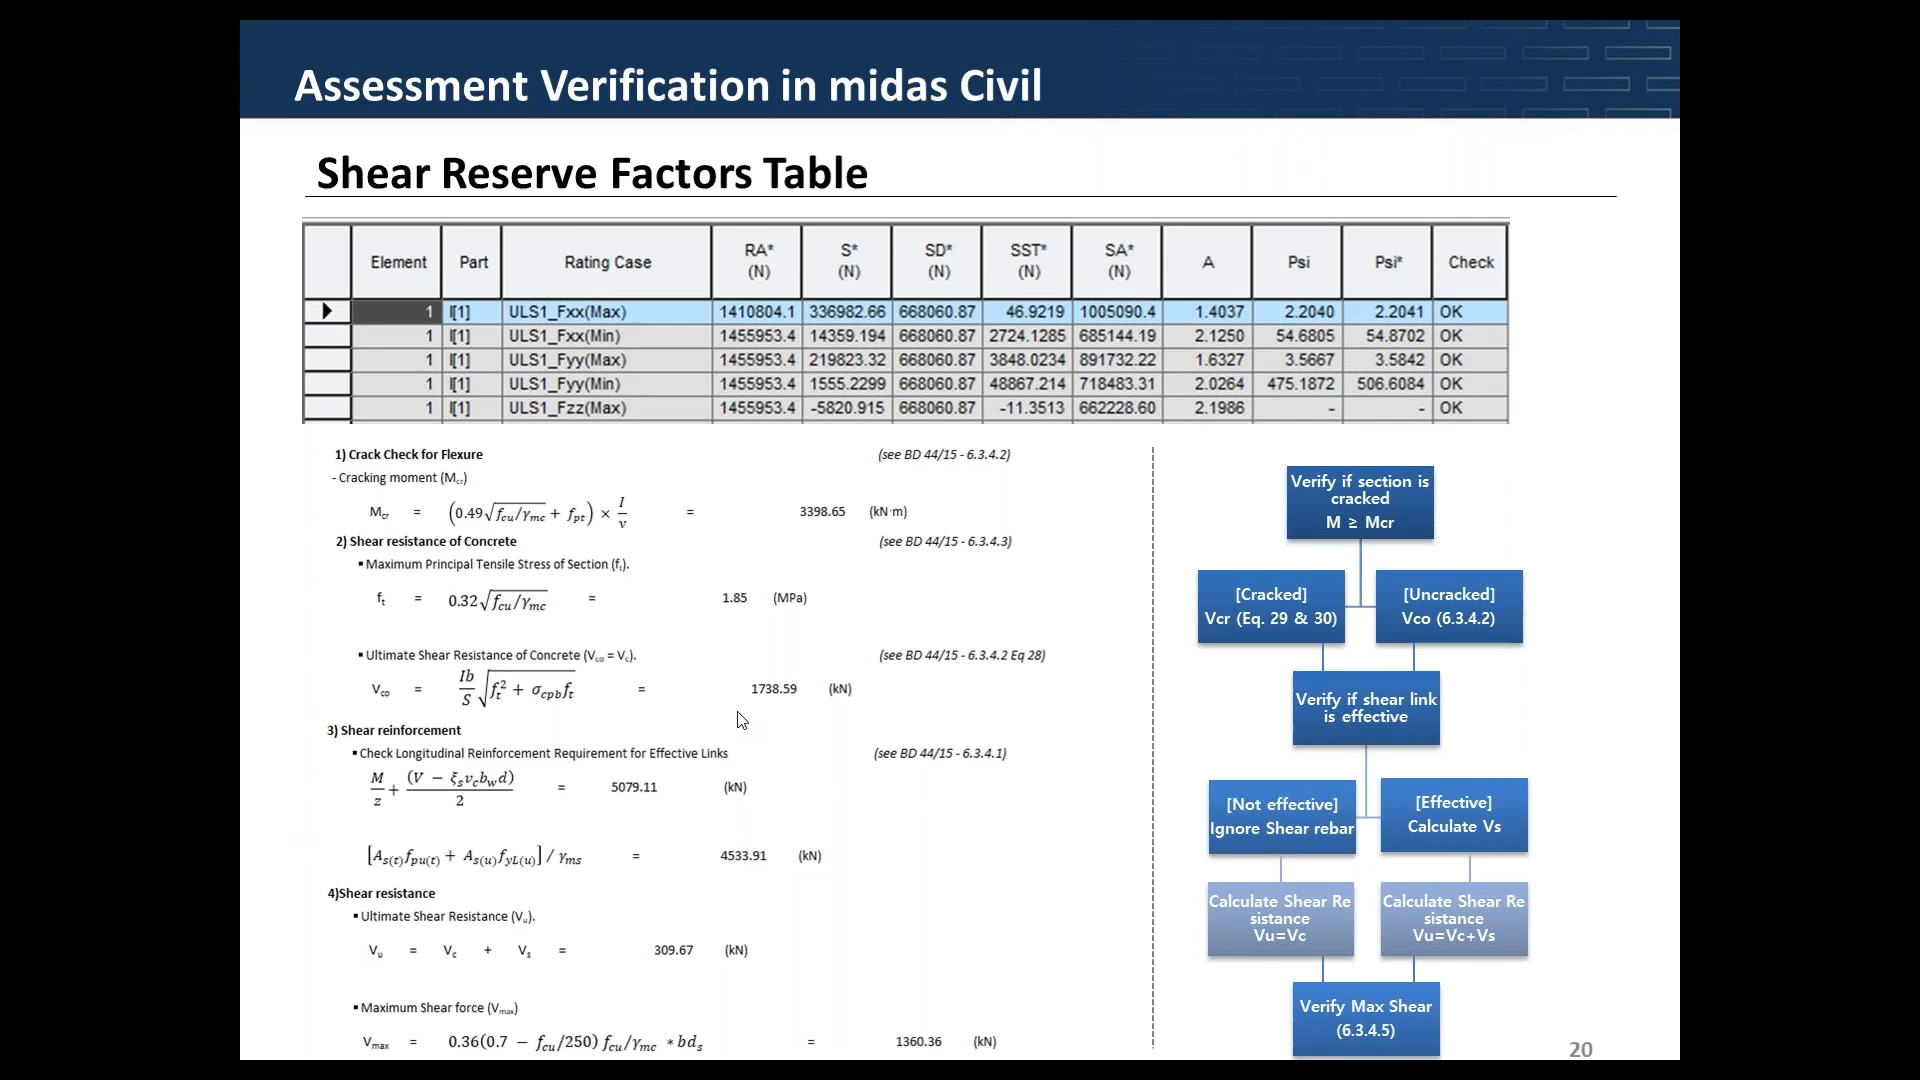 Assessment Verification in midas Civil
Shear Reserve Factors Table
Element Part Rating Case RA* (N) S* (N) SD* (N) SST* (N) SA* (N) A Psi Psi* Check
1 I[1] ULS1_Fxx(Max) 1410804.1 336982.66 668060.87 46.9219 1005090.4 1.4037 2.2040 2.2041 OK
1 I[1] ULS1_Fxx(Min) 1455953.4 14359.194 668060.87 2724.1285 685144.19 2.1250 54.6805 54.8702 OK
1 I[1] ULS1_Fyy(Max) 1455953.4 219823.32 668060.87 3848.0234 891732.22 1.6327 3.5667 3.5842 OK
1 I[1] ULS1_Fyy(Min) 1455953.4 1555.2299 668060.87 48867.214 718483.31 2.0264 475.1872 506.6084 OK
1 I[1] ULS1_Fzz(Max) 1455953.4 -5820.915 668060.87 -11.3513 662228.60 2.1986 - - OK
1) Crack Check for Flexure (see BD 44/15 - 6.3.4.2)
- Cracking moment (Mcr)
Mcr = (0.49√fcu/γmc + fpt) × I/v = 3398.65 (kN·m)
2) Shear resistance of Concrete (see BD 44/15 - 6.3.4.3)
▪ Maximum Principal Tensile Stress of Section (ft).
ft = 0.32√fcu/γmc = 1.85 (MPa)
▪ Ultimate Shear Resistance of Concrete (Vco = Vc). (see BD 44/15 - 6.3.4.2 Eq 28)
Vco = Ib/S √ft² + σcpbft = 1738.59 (kN)
3) Shear reinforcement
▪ Check Longitudinal Reinforcement Requirement for Effective Links (see BD 44/15 - 6.3.4.1)
M/z + (V − ξsvcbwd)/2 = 5079.11 (kN)
[As(t)fpu(t) + As(u)fyL(u)] / γms = 4533.91 (kN)
4)Shear resistance
▪ Ultimate Shear Resistance (Vu).
Vu = Vc + Vs = 309.67 (kN)
▪ Maximum Shear force (Vmax)
Vmax = 0.36(0.7 − fcu/250) fcu/γmc * bds = 1360.36 (kN)
Verify if section is
cracked
M ≥ Mcr
[Cracked]
Vcr (Eq. 29 & 30)
[Uncracked]
Vco (6.3.4.2)
Verify if shear link
is effective
[Not effective]
Ignore Shear rebar
[Effective]
Calculate Vs
Calculate Shear Re
sistance
Vu=Vc
Calculate Shear Re
sistance
Vu=Vc+Vs
Verify Max Shear
(6.3.4.5)
20